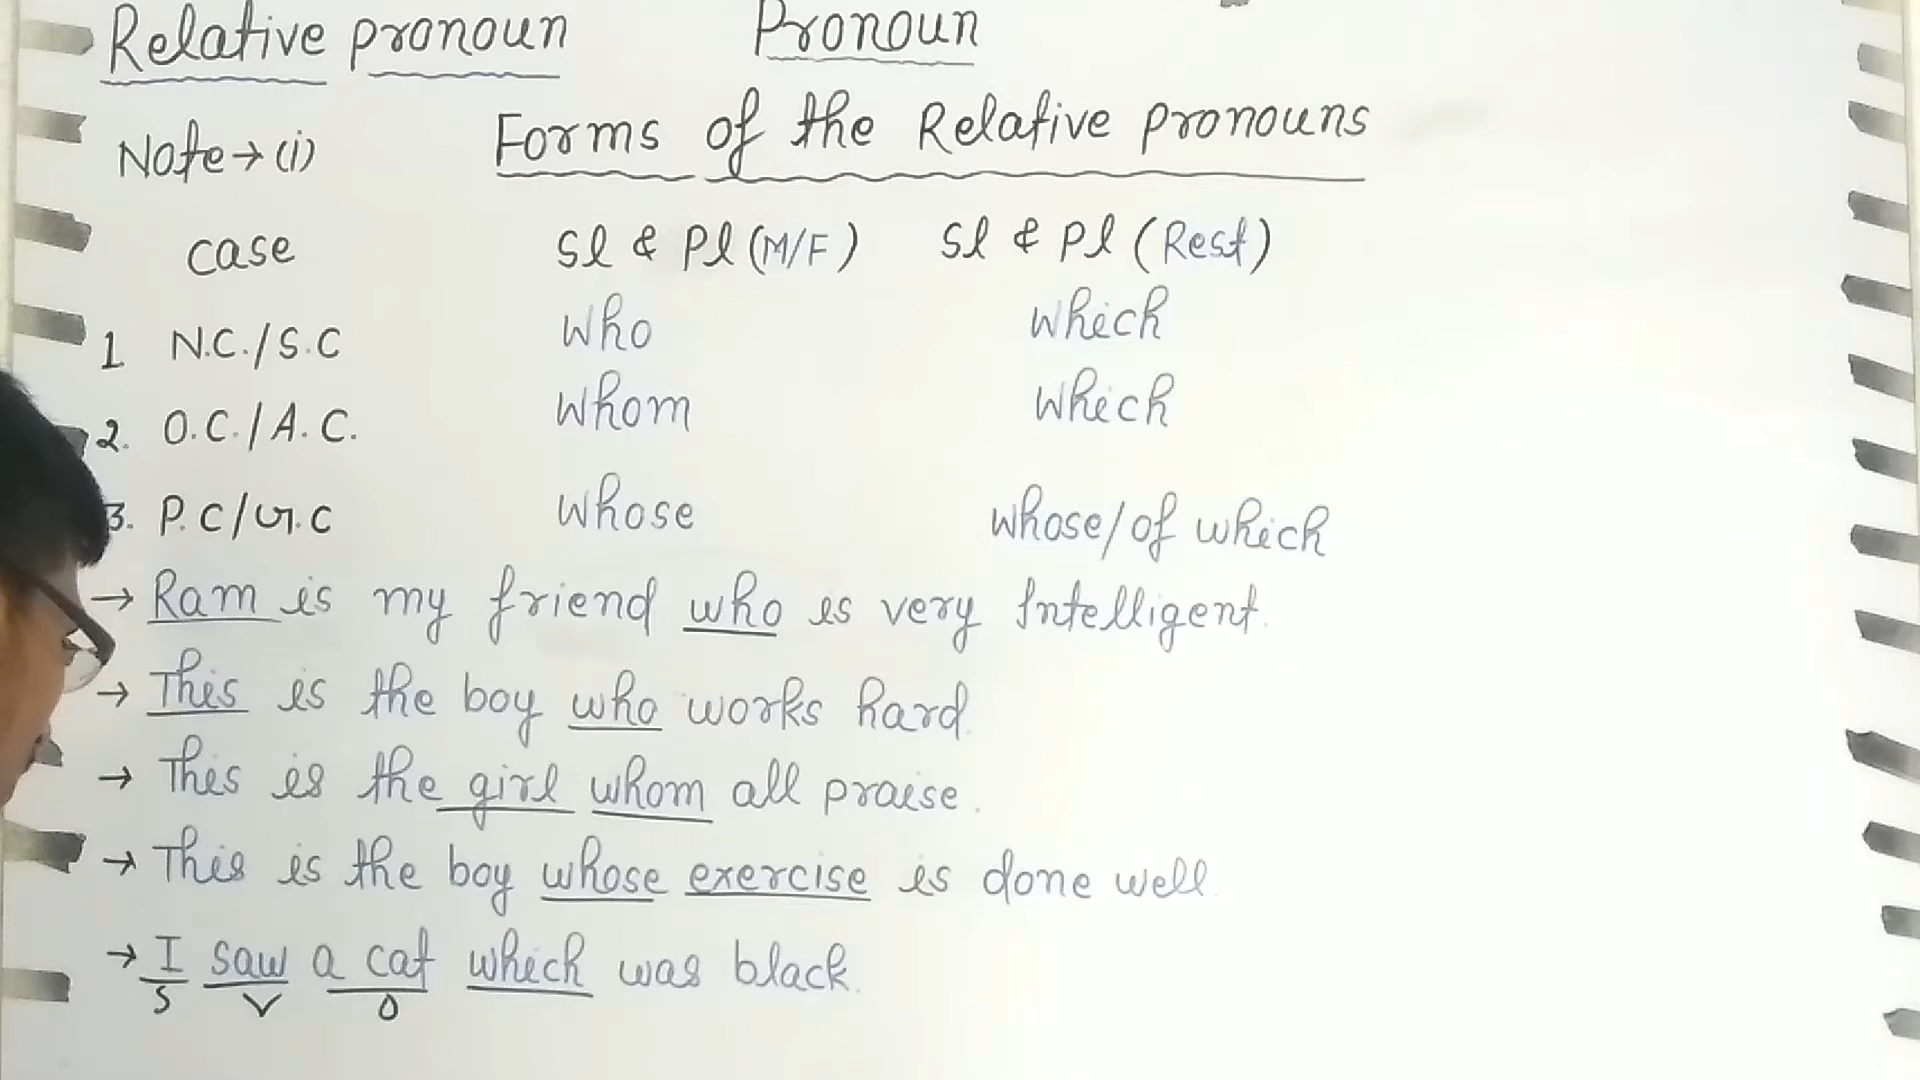 Relative pronoun Pronoun
Note→(i) Forms of the Relative pronouns
case Sl & Pl (M/F) Sl & Pl (Rest)
1 N.C./S.C who which
2. O.C./A.C. whom which
3. P.C/G.C whose whose/of which
→ Ram is my friend who is very Intelligent.
→ This is the boy who works hard.
→ This is the girl whom all praise.
→ This is the boy whose exercise is done well.
→ I saw a cat which was black.
S V O